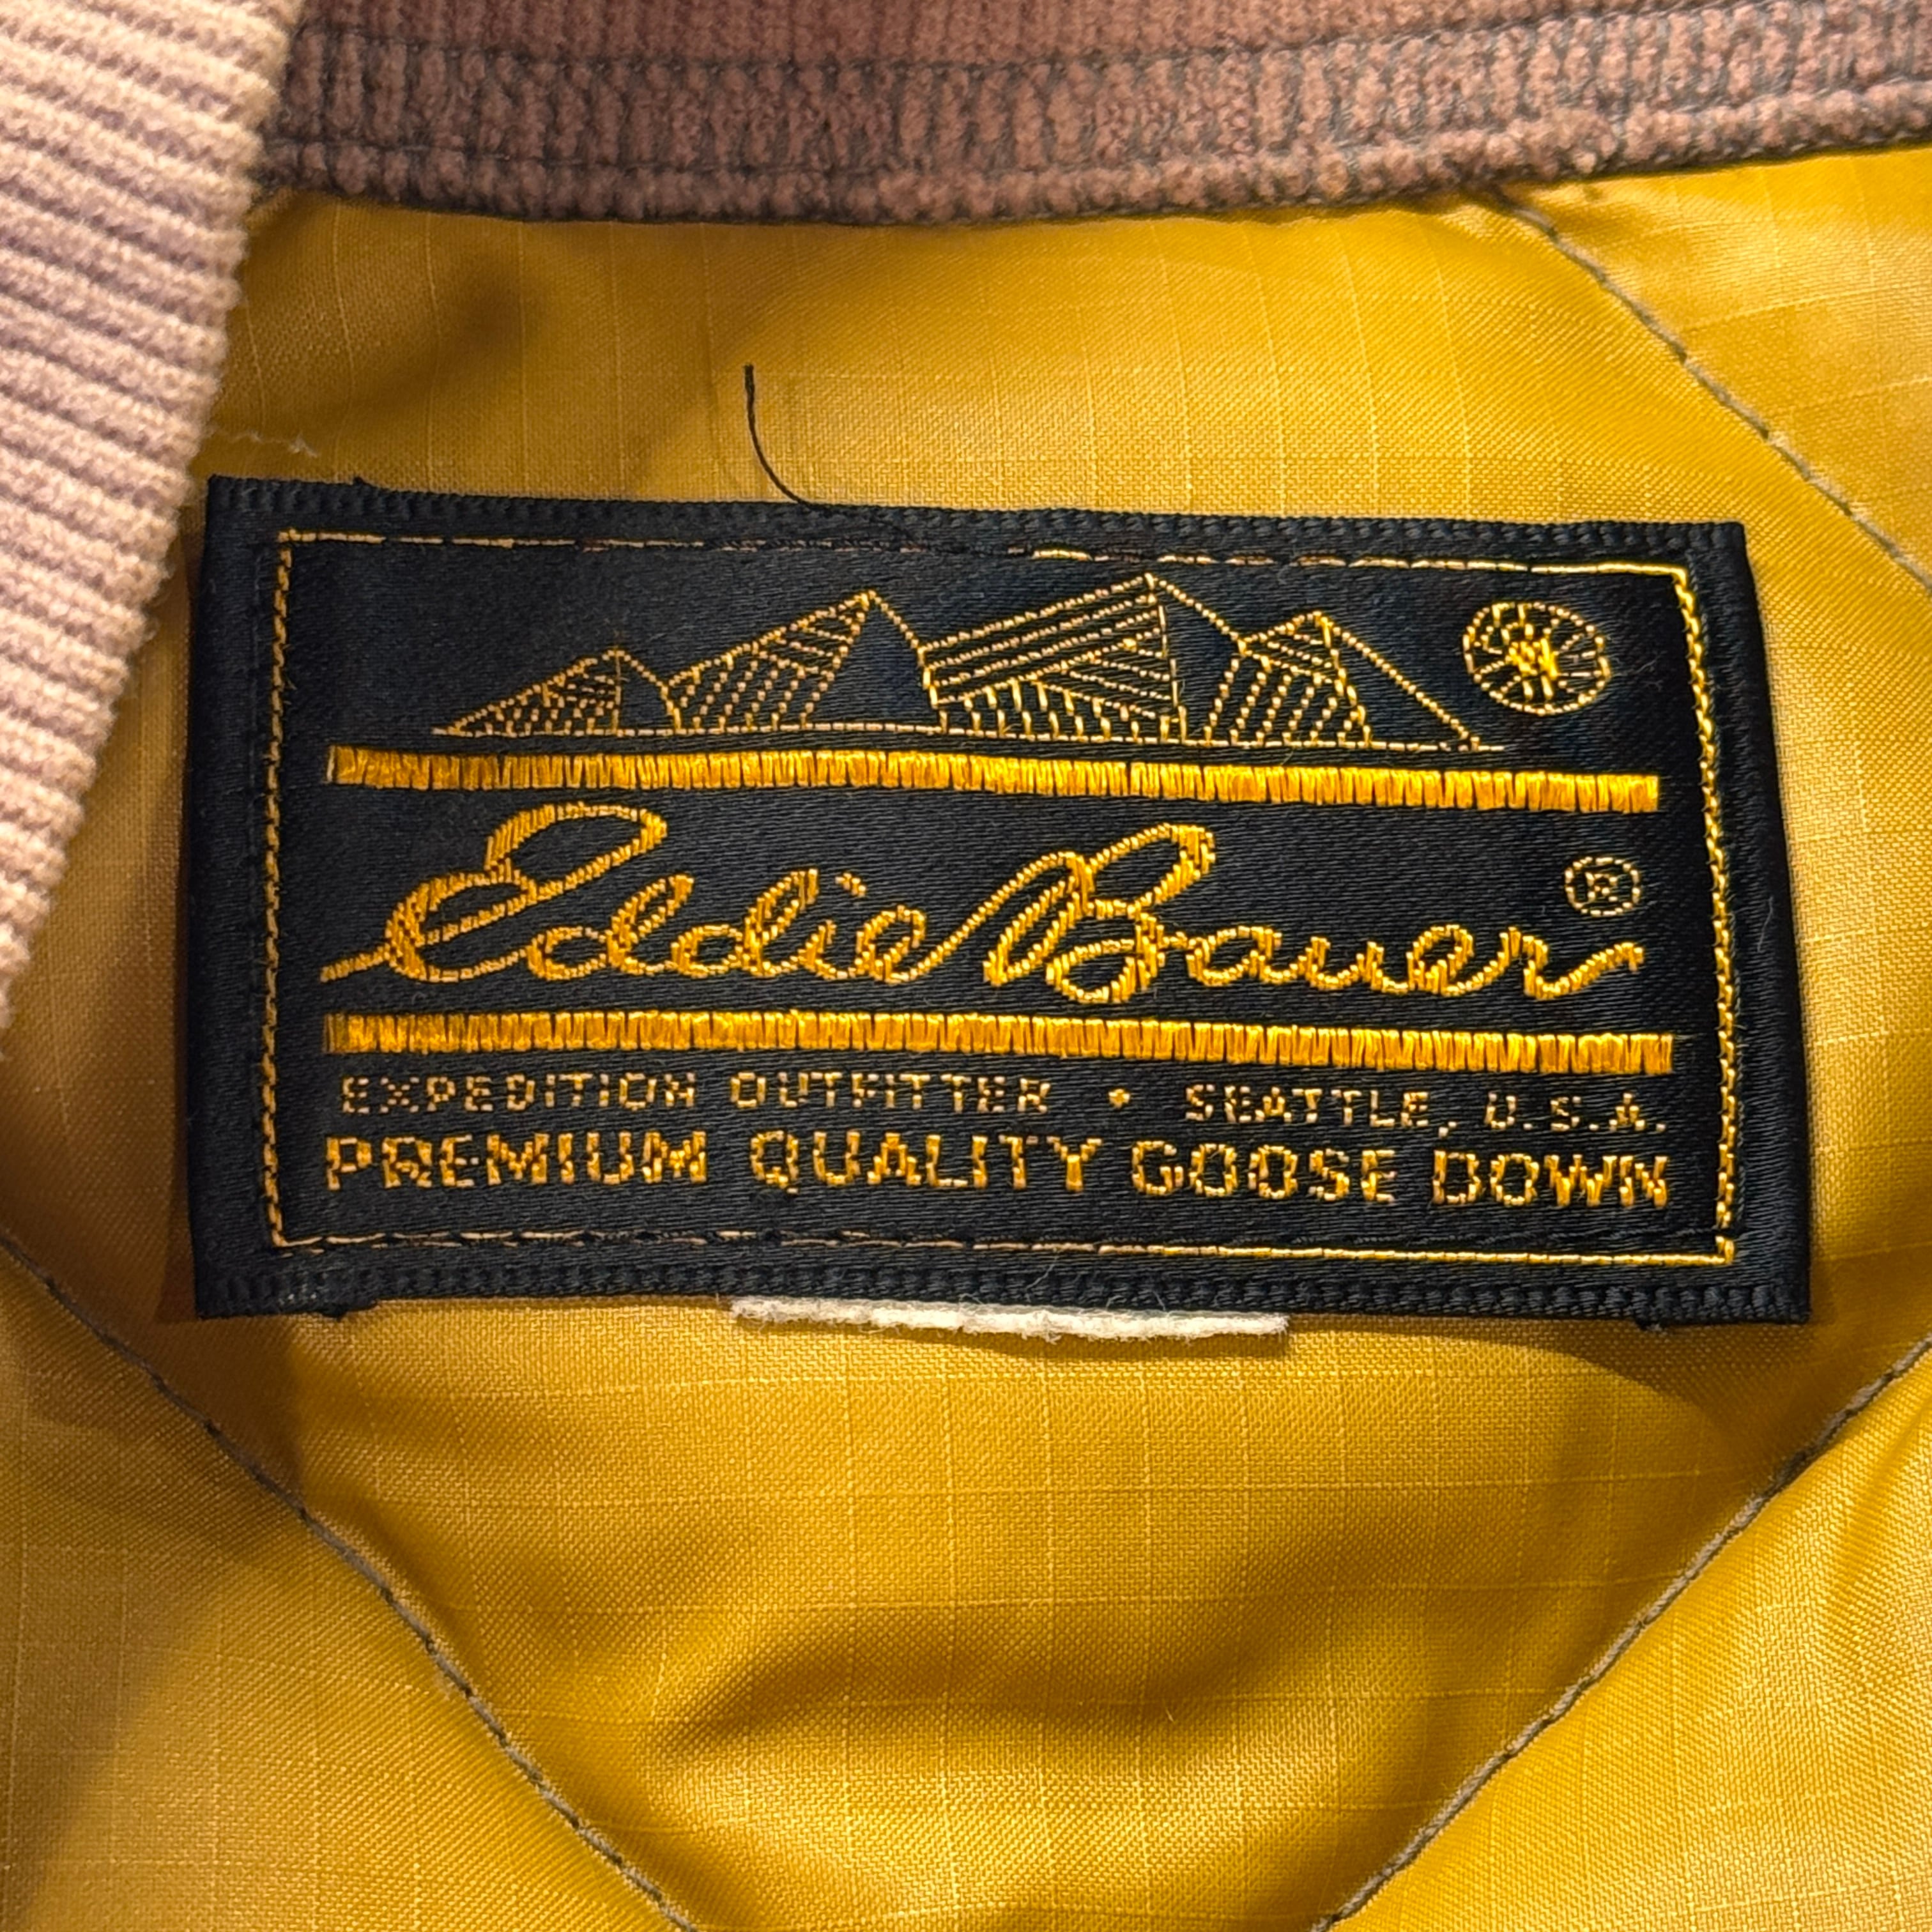 Eddie Bauer ®
EXPEDITION OUTFITTER • SEATTLE, U.S.A.
PREMIUM QUALITY GOOSE DOWN